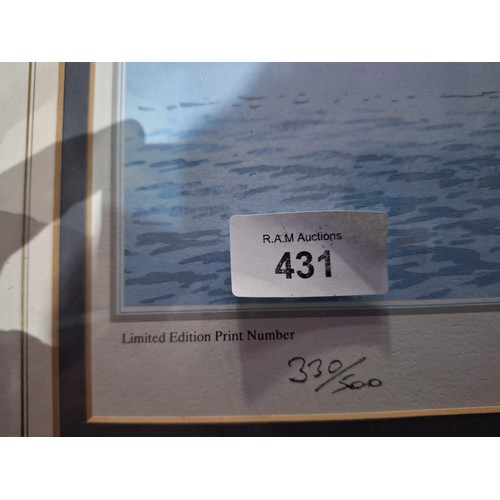 R.A.M Auctions
431
Limited Edition Print Number
330/500